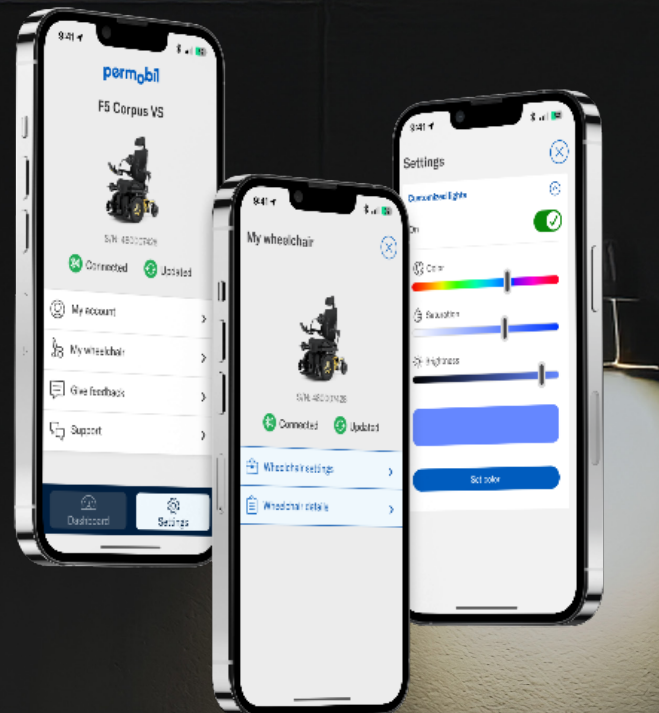 9:41
permobil
F5 Corpus VS
Connected
Updated
My account
My wheelchair
Give feedback
Support
Dashboard
Settings
9:41
My wheelchair
Connected
Updated
Wheelchair settings
Wheelchair details
9:41
Settings
Customized lights
On
Color
Saturation
Brightness
Set color